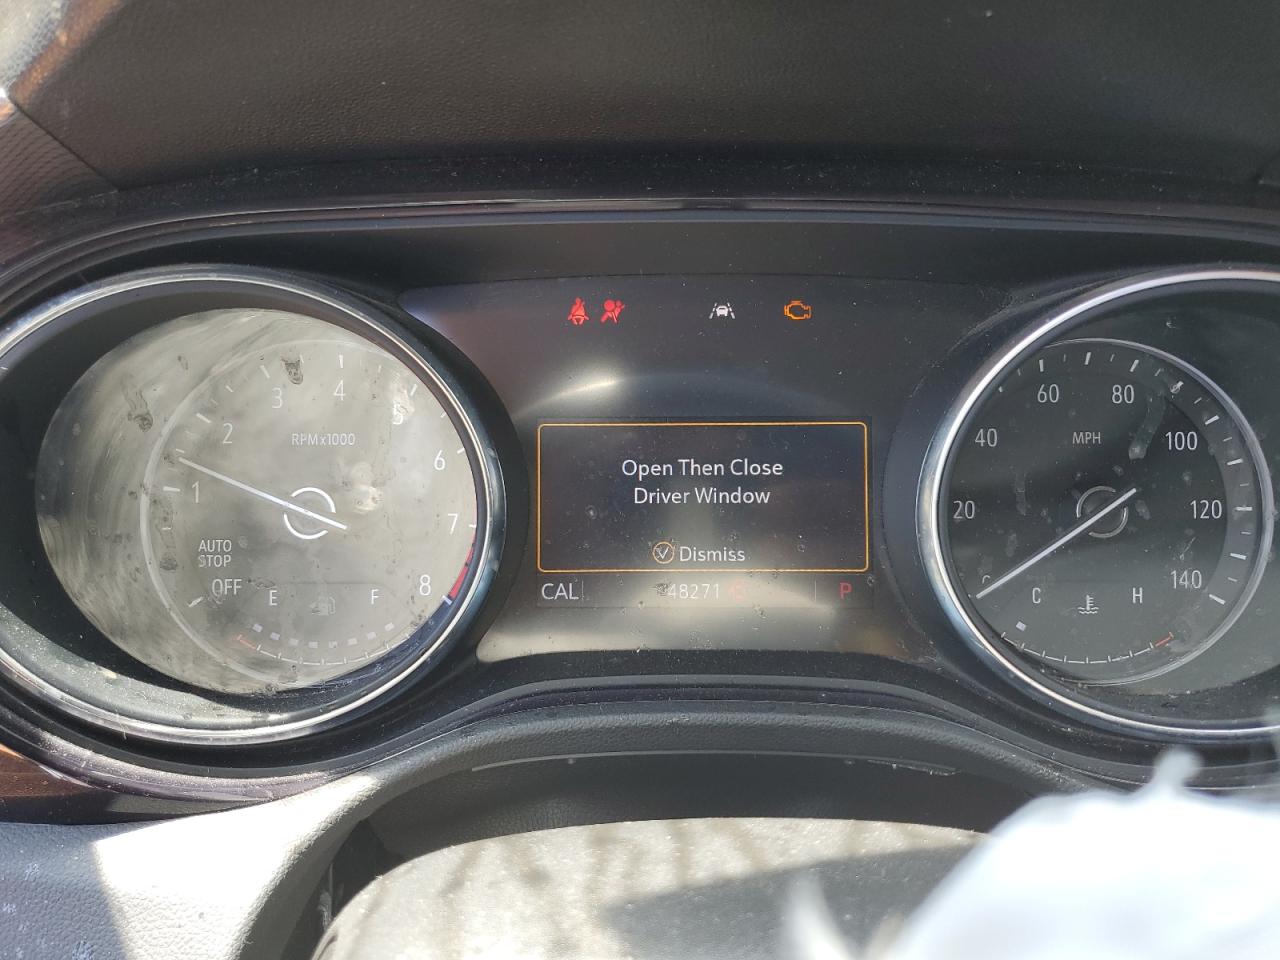 1
2
3
4
5
6
7
8
RPMx1000
AUTO
STOP
OFF
E F
Open Then Close
Driver Window
Dismiss
CAL 48271 P
20
40
60
80
100
120
140
MPH
C H